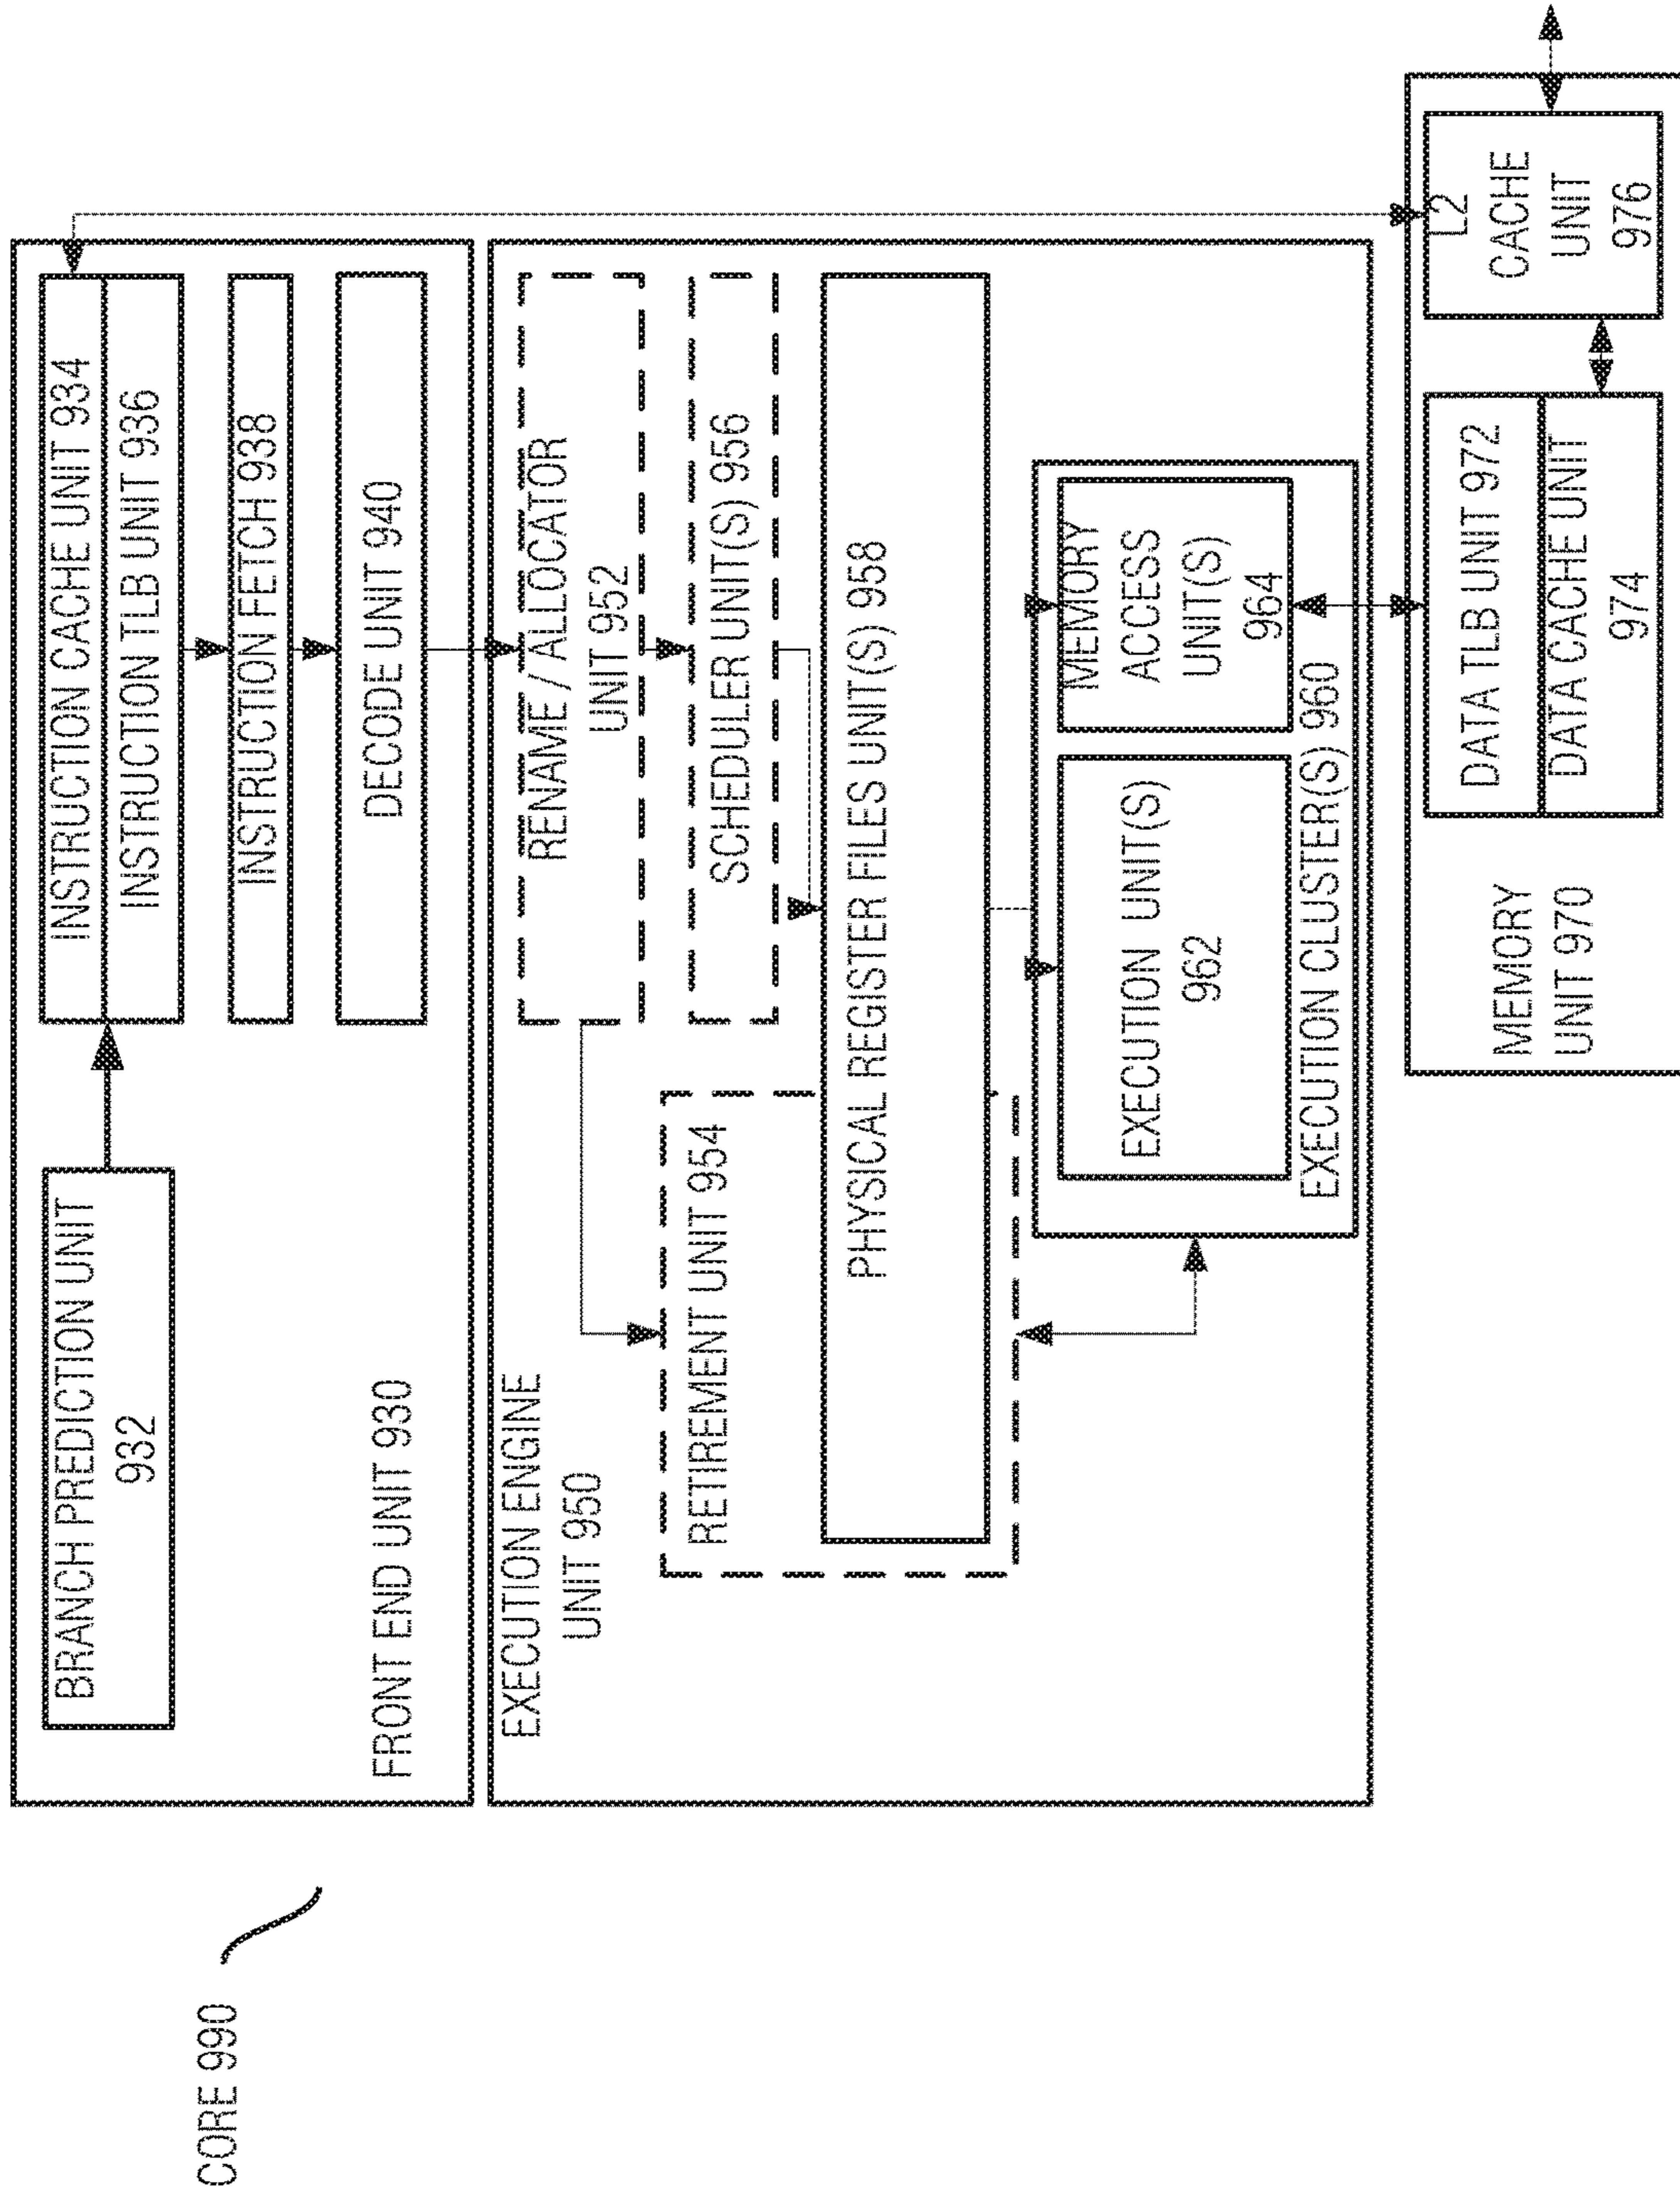 CORE 990
BRANCH PREDICTION UNIT
932
INSTRUCTION CACHE UNIT 934
INSTRUCTION TLB UNIT 936
INSTRUCTION FETCH 938
DECODE UNIT 940
FRONT END UNIT 930
EXECUTION ENGINE
UNIT 950
RENAME / ALLOCATOR
UNIT 952
RETIREMENT UNIT 954
SCHEDULER UNIT(S) 956
PHYSICAL REGISTER FILES UNIT(S) 958
EXECUTION UNIT(S)
962
MEMORY
ACCESS
UNIT(S)
964
EXECUTION CLUSTER(S) 960
MEMORY
UNIT 970
DATA TLB UNIT 972
DATA CACHE UNIT
974
L2
CACHE
UNIT
976